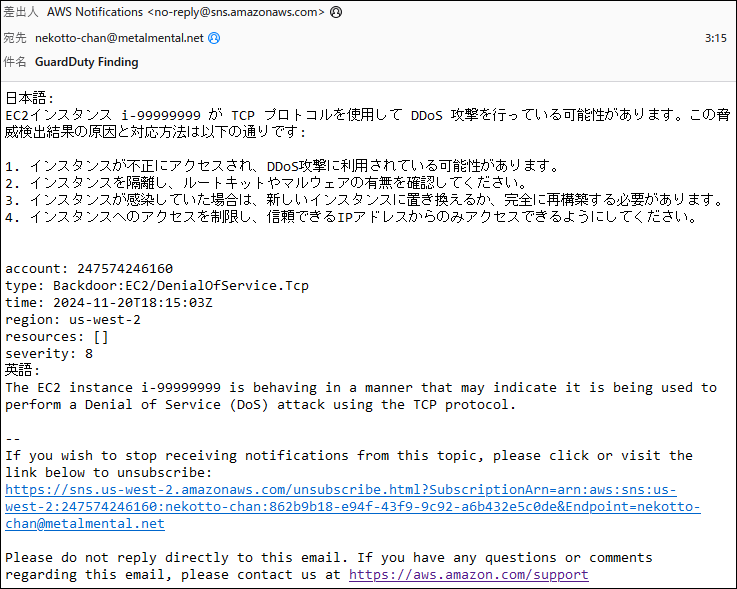 差出人 AWS Notifications <no-reply@sns.amazonaws.com>
宛先 nekotto-chan@metalmental.net 3:15
件名 GuardDuty Finding
日本語:
EC2インスタンス i-99999999 が TCP プロトコルを使用して DDoS 攻撃を行っている可能性があります。この脅
威検出結果の原因と対応方法は以下の通りです:
1. インスタンスが不正にアクセスされ、DDoS攻撃に利用されている可能性があります。
2. インスタンスを隔離し、ルートキットやマルウェアの有無を確認してください。
3. インスタンスが感染していた場合は、新しいインスタンスに置き換えるか、完全に再構築する必要があります。
4. インスタンスへのアクセスを制限し、信頼できるIPアドレスからのみアクセスできるようにしてください。
account: 247574246160
type: Backdoor:EC2/DenialOfService.Tcp
time: 2024-11-20T18:15:03Z
region: us-west-2
resources: []
severity: 8
英語:
The EC2 instance i-99999999 is behaving in a manner that may indicate it is being used to
perform a Denial of Service (DoS) attack using the TCP protocol.
--
If you wish to stop receiving notifications from this topic, please click or visit the
link below to unsubscribe:
https://sns.us-west-2.amazonaws.com/unsubscribe.html?SubscriptionArn=arn:aws:sns:us-
west-2:247574246160:nekotto-chan:862b9b18-e94f-43f9-9c92-a6b432e5c0de&Endpoint=nekotto-
chan@metalmental.net
Please do not reply directly to this email. If you have any questions or comments
regarding this email, please contact us at https://aws.amazon.com/support